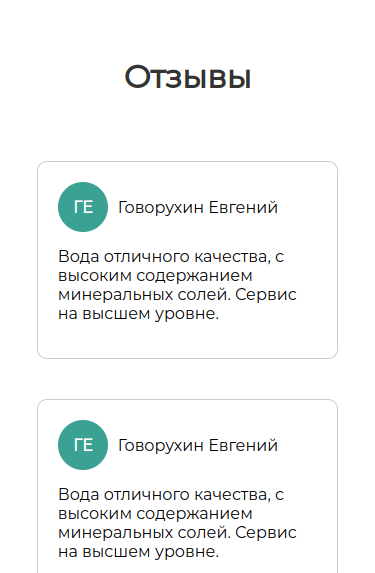 Отзывы
ГЕ
Говорухин Евгений
Вода отличного качества, с
высоким содержанием
минеральных солей. Сервис
на высшем уровне.
ГЕ
Говорухин Евгений
Вода отличного качества, с
высоким содержанием
минеральных солей. Сервис
на высшем уровне.